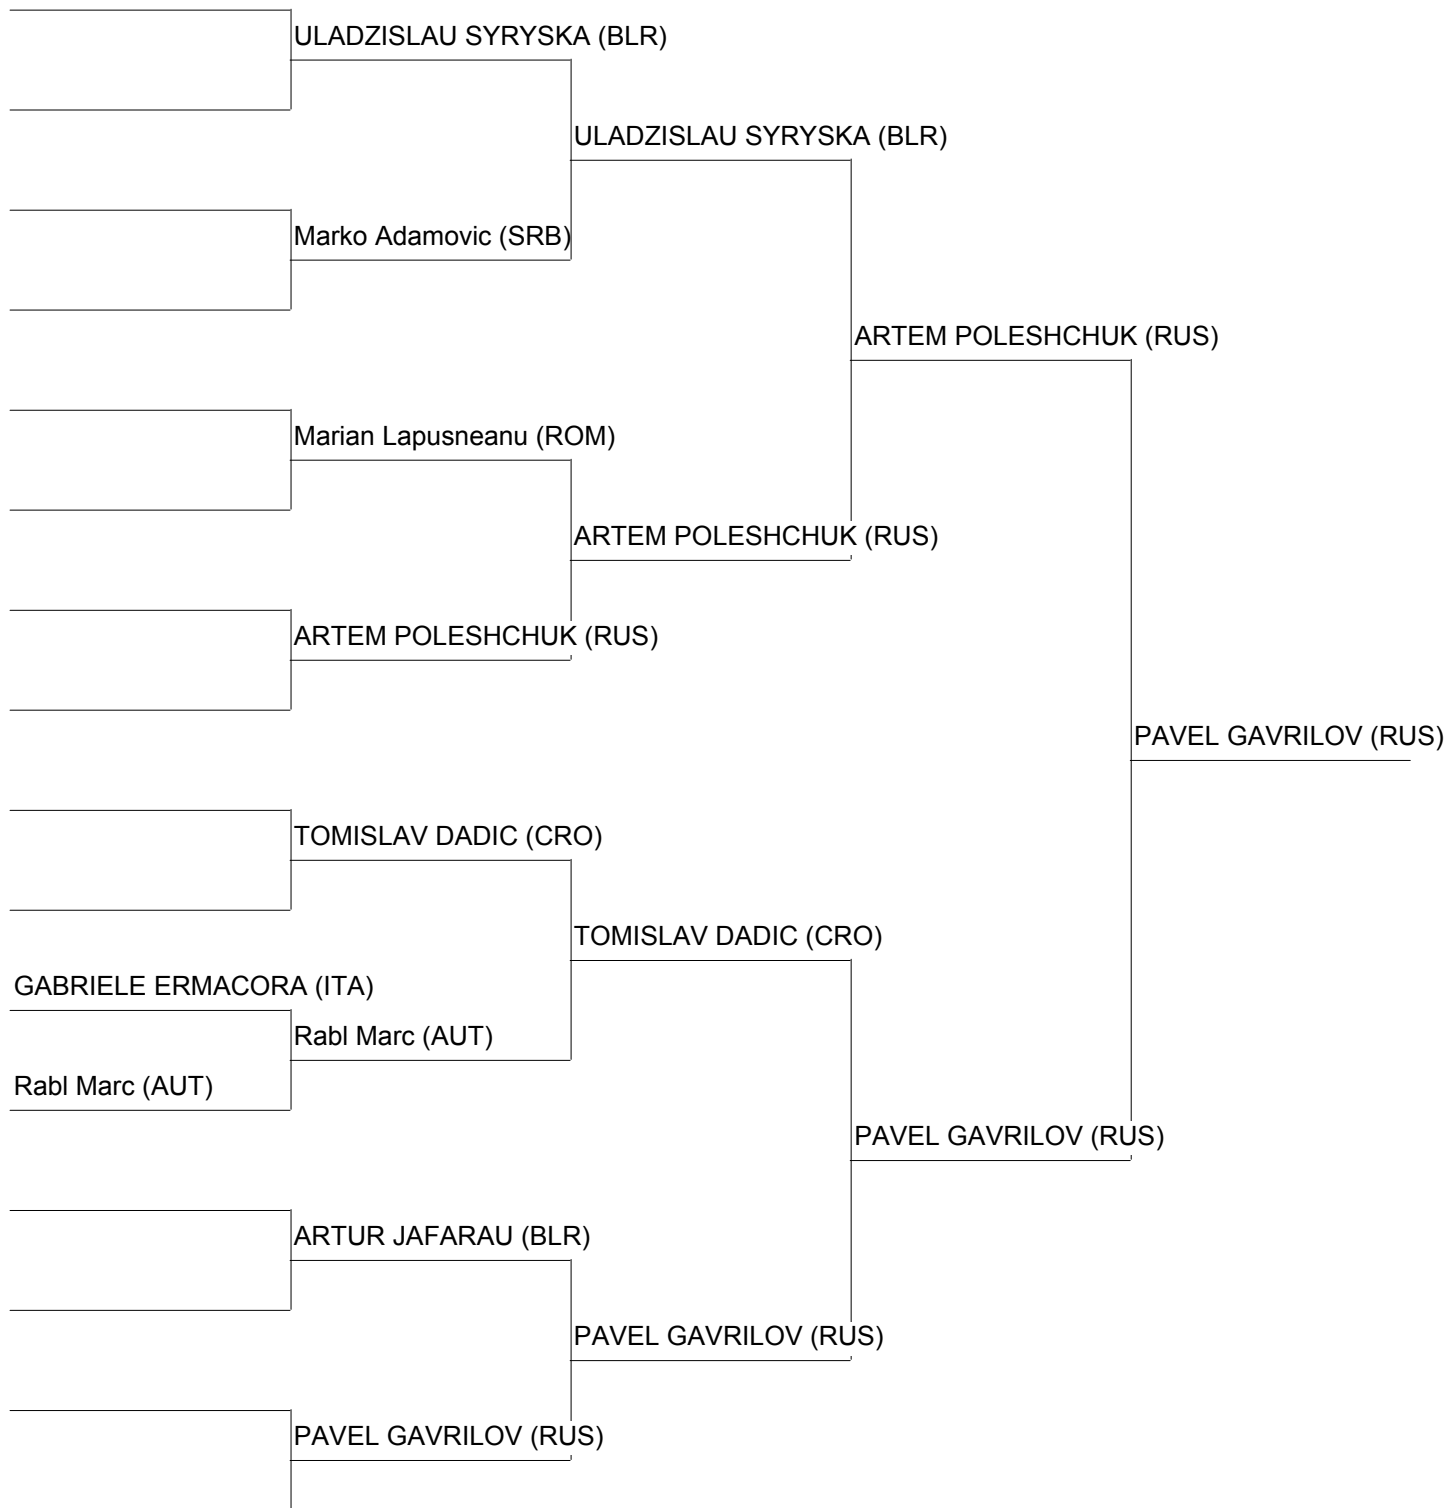 ULADZISLAU SYRYSKA (BLR)
ULADZISLAU SYRYSKA (BLR)
Marko Adamovic (SRB)
ARTEM POLESHCHUK (RUS)
Marian Lapusneanu (ROM)
ARTEM POLESHCHUK (RUS)
ARTEM POLESHCHUK (RUS)
PAVEL GAVRILOV (RUS)
TOMISLAV DADIC (CRO)
TOMISLAV DADIC (CRO)
GABRIELE ERMACORA (ITA)
Rabl Marc (AUT)
Rabl Marc (AUT)
PAVEL GAVRILOV (RUS)
ARTUR JAFARAU (BLR)
PAVEL GAVRILOV (RUS)
PAVEL GAVRILOV (RUS)